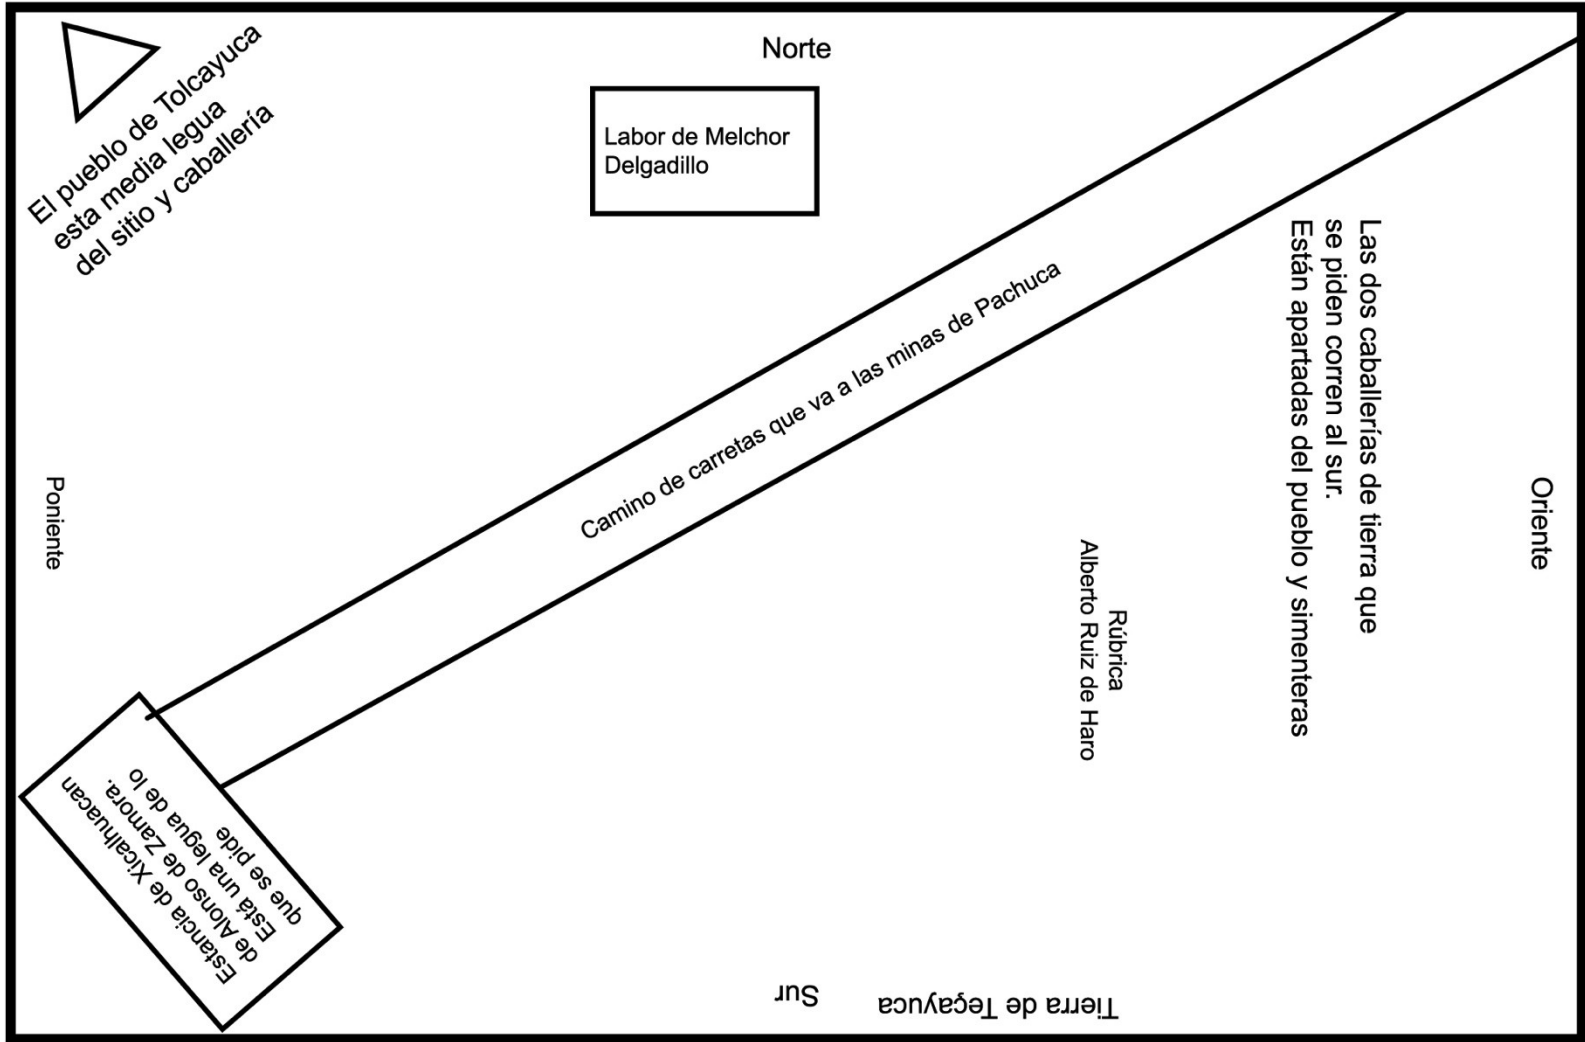 Norte
El pueblo de Tolcayuca
esta media legua
del sitio y caballería
Labor de Melchor
Delgadillo
Camino de carretas que va a las minas de Pachuca
Las dos caballerías de tierra que
se piden corren al sur.
Están apartadas del pueblo y simenteras
Oriente
Poniente
Rúbrica
Alberto Ruiz de Haro
Estancia de Xicalhuacan
de Alonso de Zamora.
Está una legua de lo
que se pide
Sur
Tierra de Teçayuca